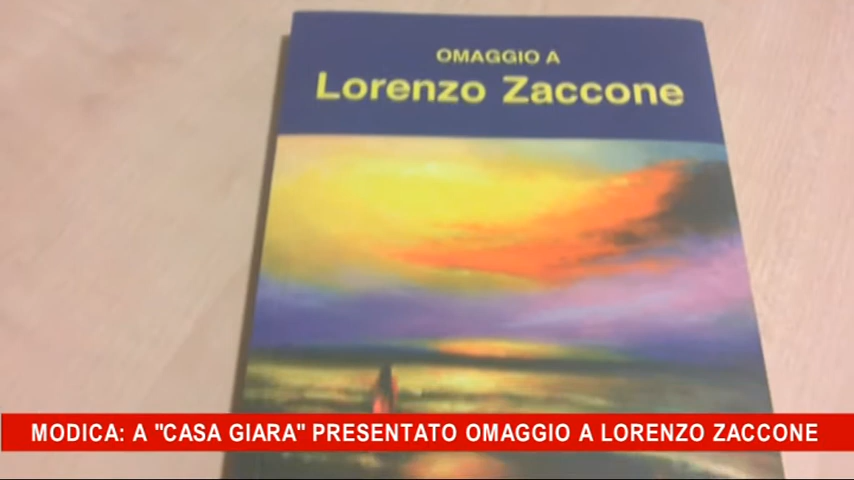 OMAGGIO A
Lorenzo Zaccone
MODICA: A "CASA GIARA" PRESENTATO OMAGGIO A LORENZO ZACCONE